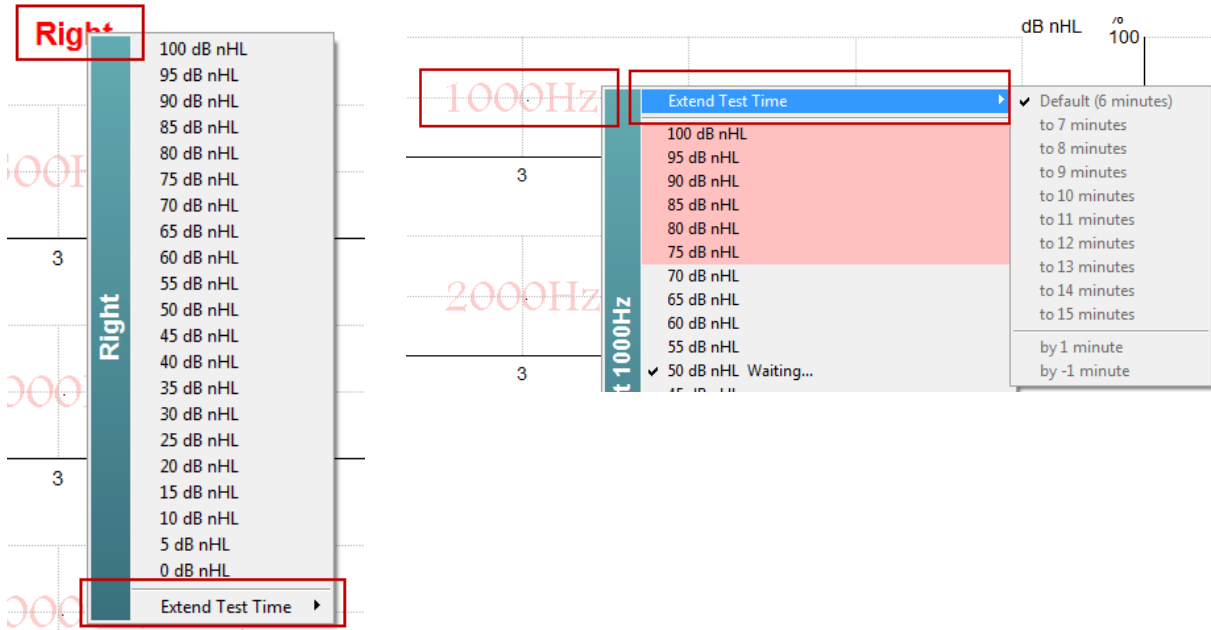 Right
100 dB nHL
95 dB nHL
90 dB nHL
85 dB nHL
80 dB nHL
75 dB nHL
70 dB nHL
65 dB nHL
60 dB nHL
55 dB nHL
50 dB nHL
45 dB nHL
40 dB nHL
35 dB nHL
30 dB nHL
25 dB nHL
20 dB nHL
15 dB nHL
10 dB nHL
5 dB nHL
0 dB nHL
Extend Test Time
Right
3
3
dB nHL
%
100
1000Hz
3
2000Hz
3
1000Hz
Extend Test Time
100 dB nHL
95 dB nHL
90 dB nHL
85 dB nHL
80 dB nHL
75 dB nHL
70 dB nHL
65 dB nHL
60 dB nHL
55 dB nHL
50 dB nHL Waiting...
Default (6 minutes)
to 7 minutes
to 8 minutes
to 9 minutes
to 10 minutes
to 11 minutes
to 12 minutes
to 13 minutes
to 14 minutes
to 15 minutes
by 1 minute
by -1 minute